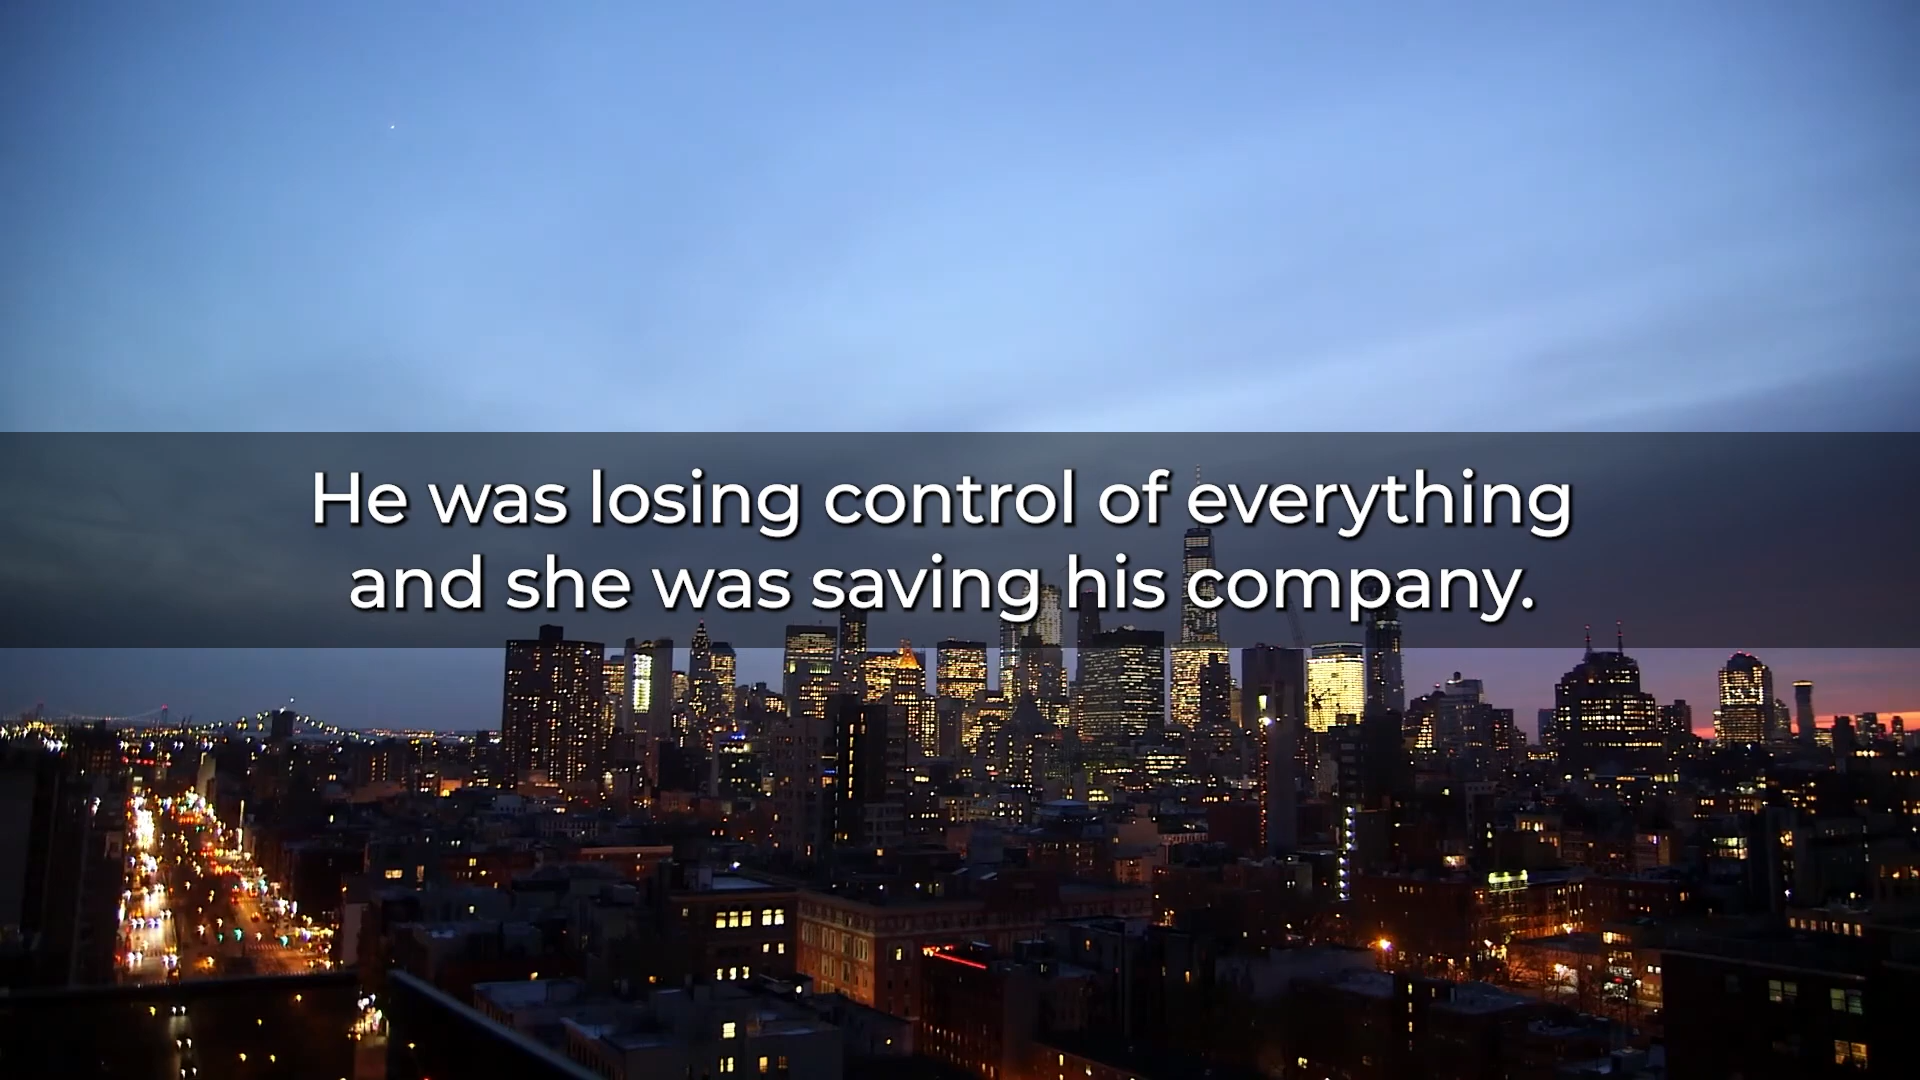 He was losing control of everything
and she was saving his company.